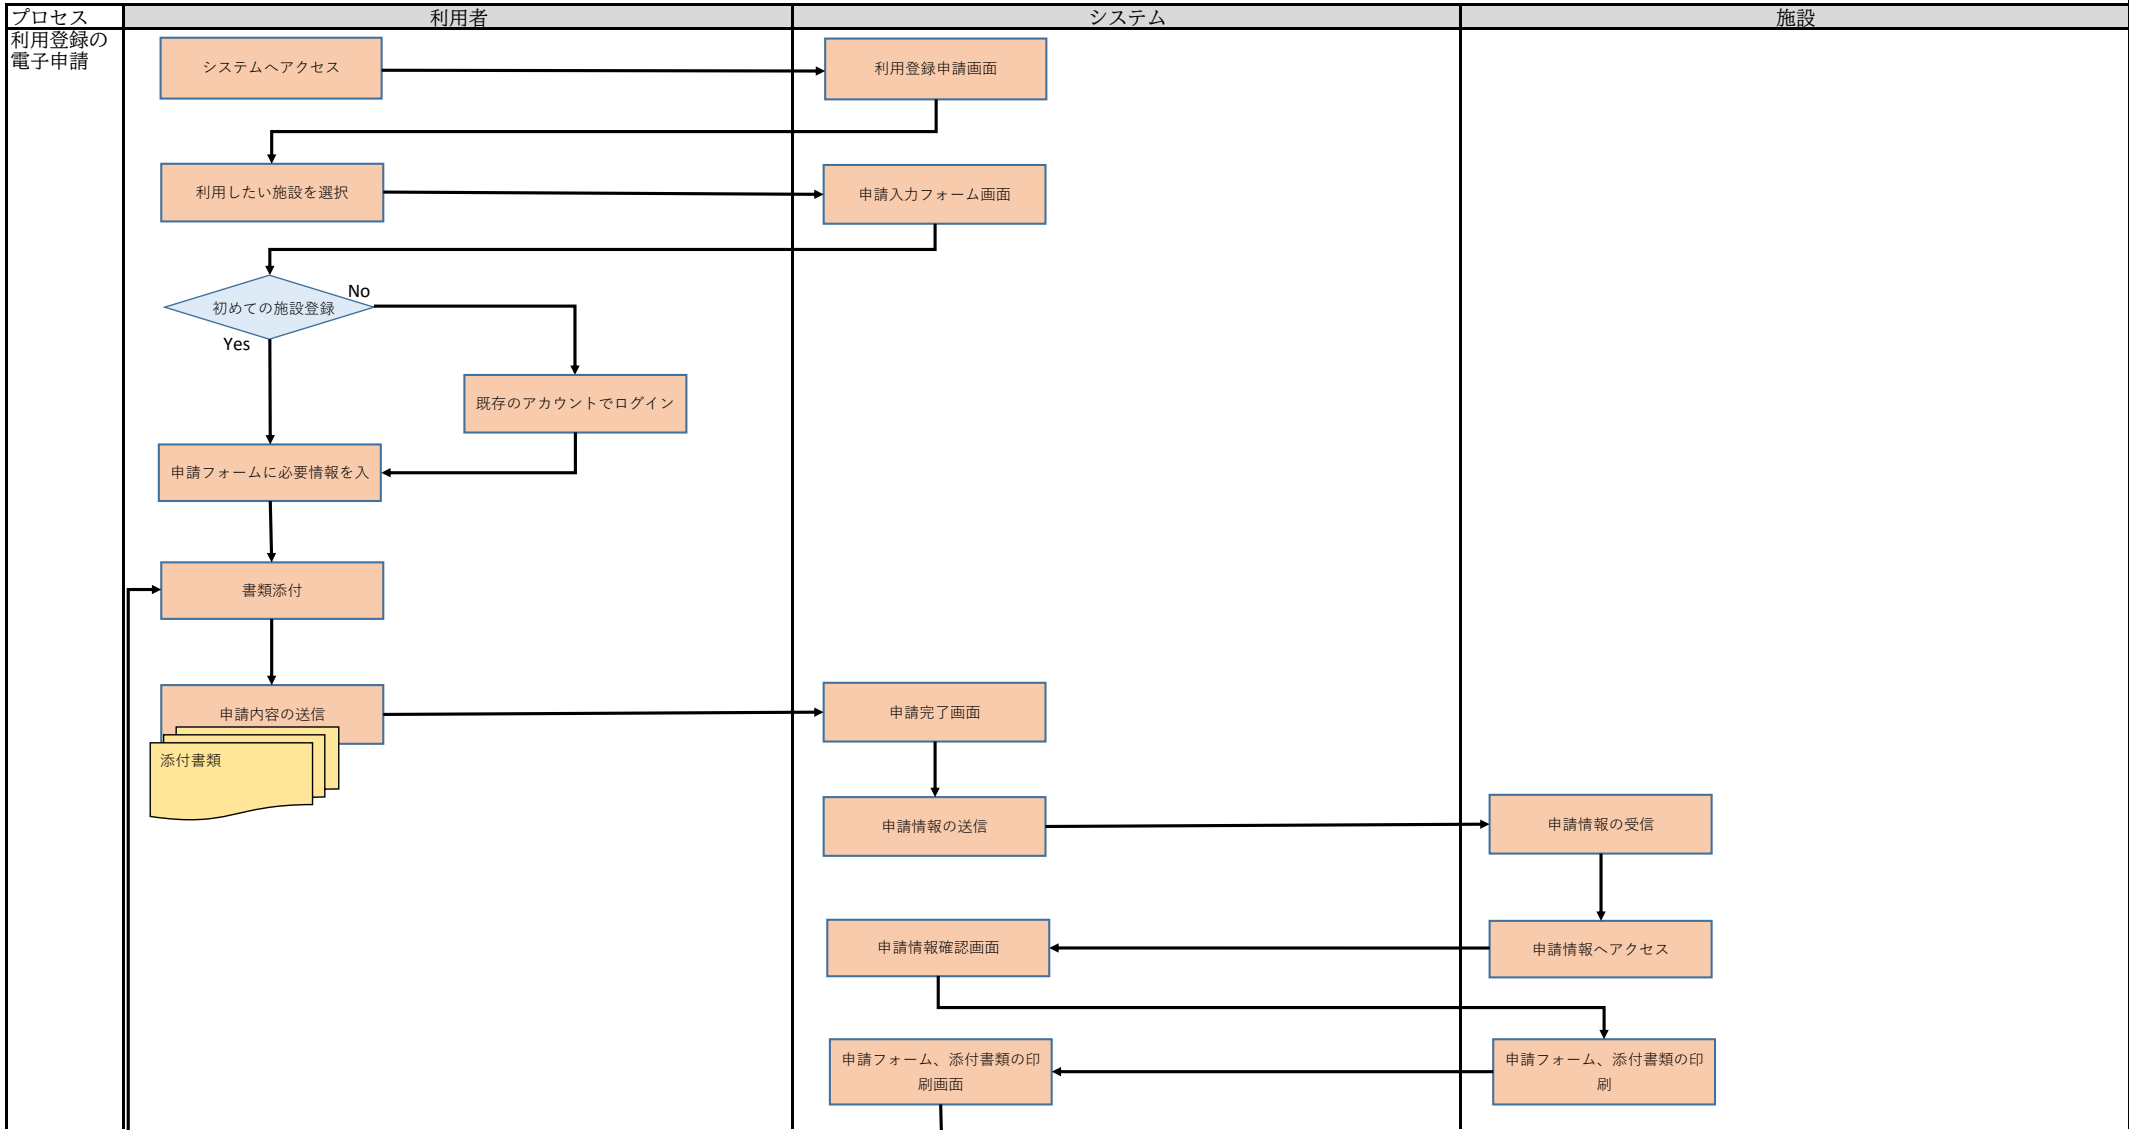 プロセス
利用者
システム
施設
利用登録の
電子申請
システムへアクセス
利用登録申請画面
利用したい施設を選択
申請入力フォーム画面
初めての施設登録
No
Yes
既存のアカウントでログイン
申請フォームに必要情報を入
書類添付
申請内容の送信
申請完了画面
添付書類
申請情報の送信
申請情報の受信
申請情報確認画面
申請情報へアクセス
申請フォーム、添付書類の印
刷画面
申請フォーム、添付書類の印
刷